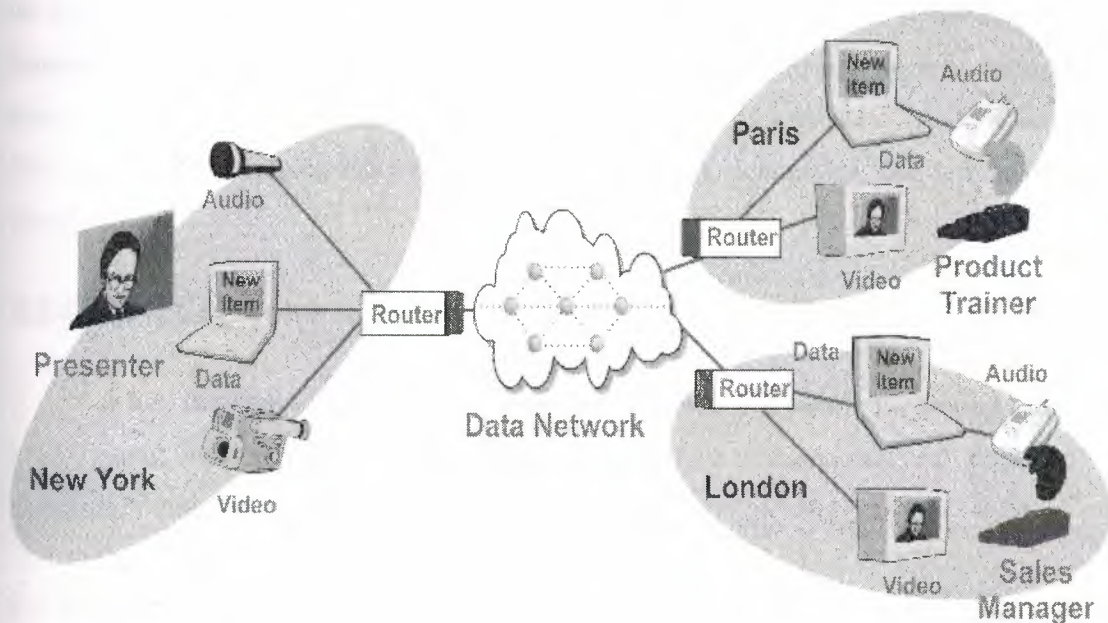 Audio
New
item
Data
Presenter
Video
New York
Router
Data Network
Router
Paris
New
item
Data
Audio
Video
Product
Trainer
Router
Data
New
item
Audio
London
Video
Sales
Manager